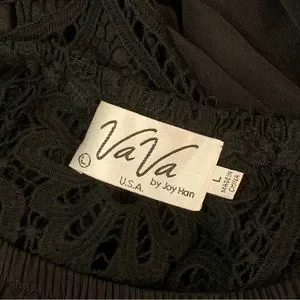 VaVa
by Joy Han
U.S.A.
L
L
MADE IN
CHINA